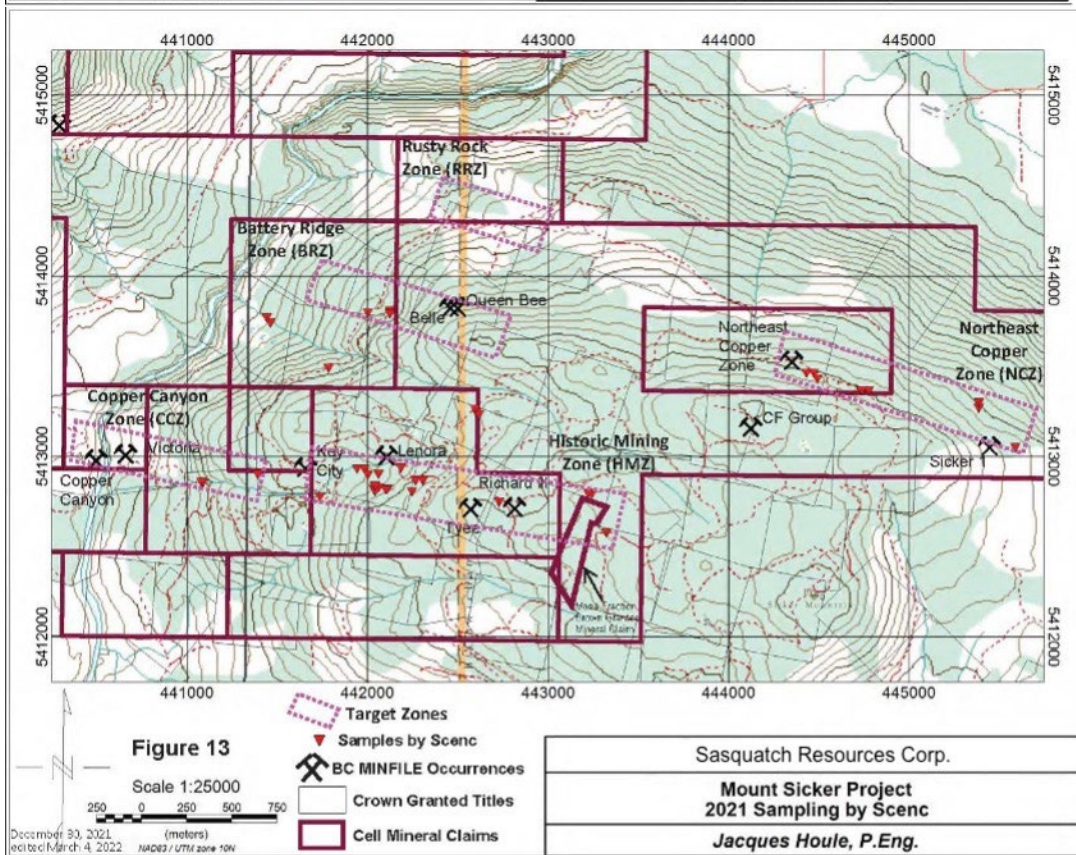 441000 442000 443000 444000 445000
5415000
5415000
Rusty Rock
Zone (RRZ)
Battery Ridge
Zone (BRZ)
5414000
5414000
Queen Bee
Belle
Northeast
Copper
Zone
Northeast
Copper
Zone (NCZ)
Copper Canyon
Zone (CCZ)
CF Group
5413000
5413000
Victoria
Key
City
Lenora
Historic Mining
Zone (HMZ)
Sicker
Copper
Canyon
Richard III
Tyee
Mineral Claim
5412000
5412000
441000 442000 443000 444000 445000
Target Zones
Figure 13
Samples by Scenc
N
BC MINFILE Occurrences
Scale 1:25000
Crown Granted Titles
250 0 250 500 750
(meters)
Cell Mineral Claims
December 30, 2021
edited March 4, 2022
NAD83 / UTM zone 10N
Sasquatch Resources Corp.
Mount Sicker Project
2021 Sampling by Scenc
Jacques Houle, P.Eng.